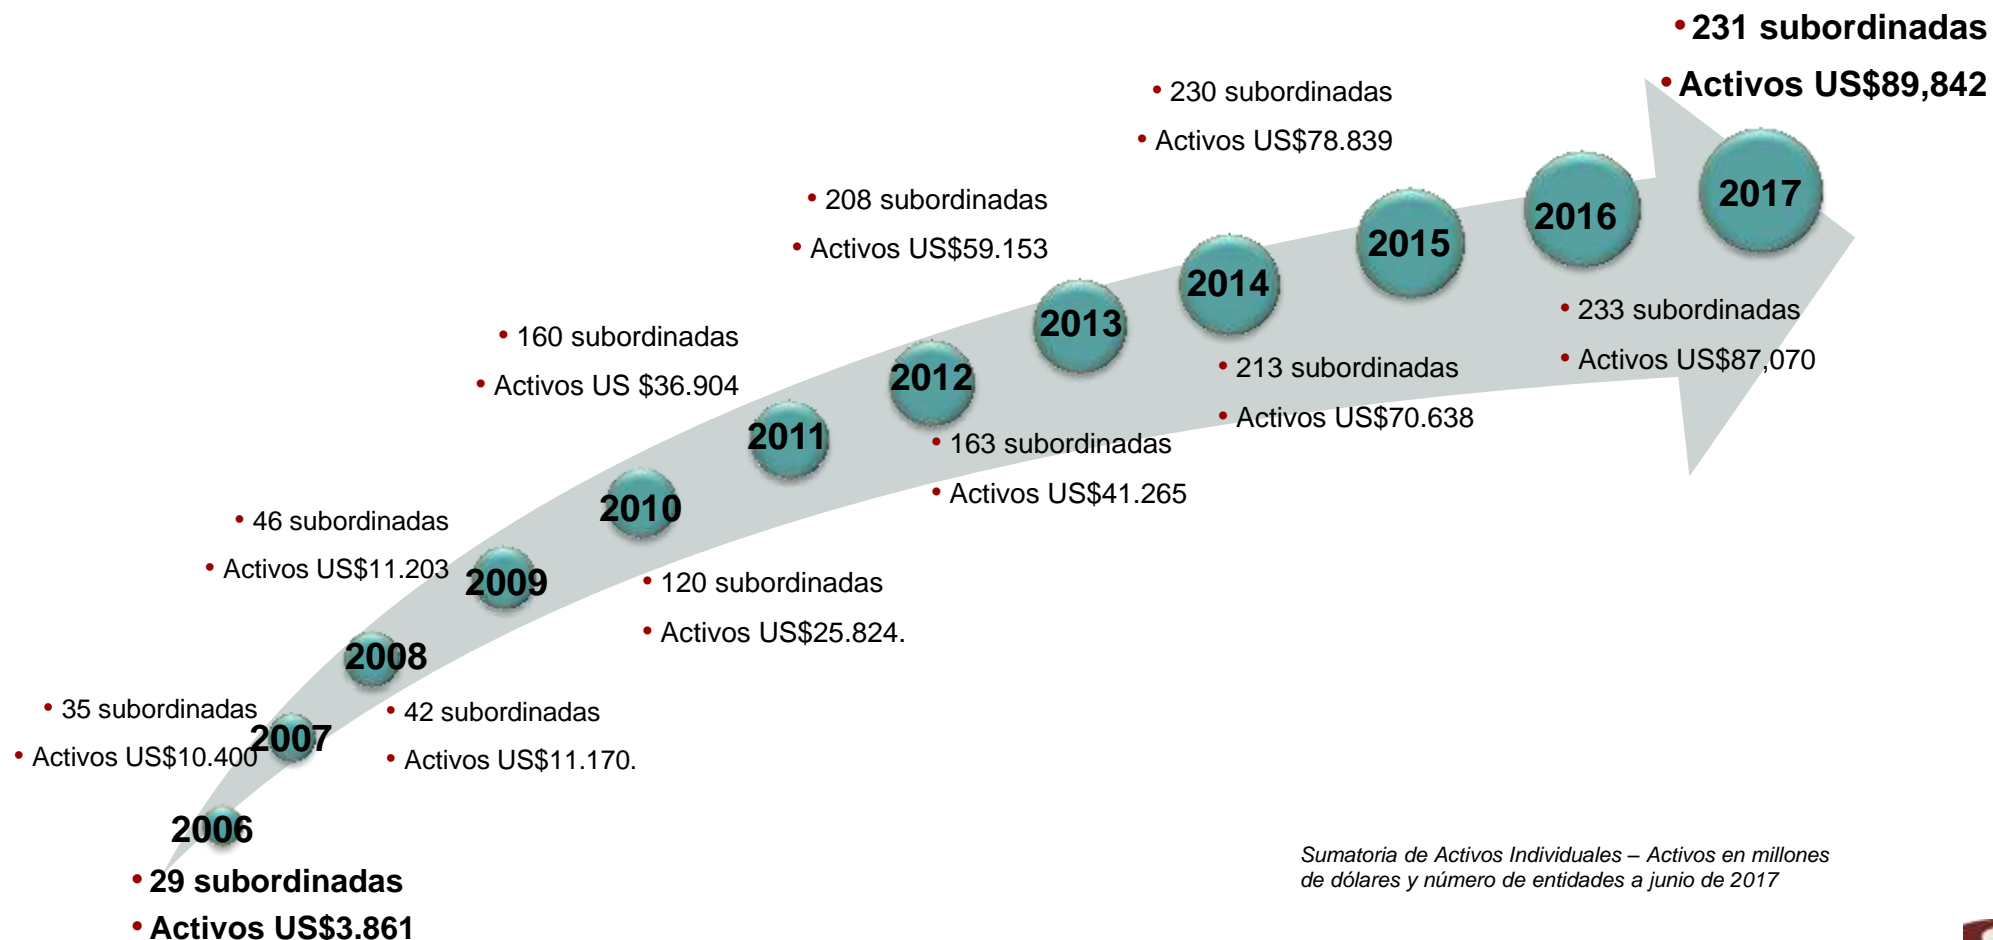 • 231 subordinadas
• Activos US$89,842
• 230 subordinadas
• Activos US$78.839
2017
• 208 subordinadas
• Activos US$59.153
2016
2015
2014
• 233 subordinadas
• Activos US$87,070
2013
• 213 subordinadas
• Activos US$70.638
• 160 subordinadas
• Activos US $36.904
2012
• 163 subordinadas
• Activos US$41.265
2011
2010
• 46 subordinadas
• Activos US$11.203
2009
• 120 subordinadas
• Activos US$25.824.
2008
• 35 subordinadas
• Activos US$10.400
2007
• 42 subordinadas
• Activos US$11.170.
2006
• 29 subordinadas
• Activos US$3.861
Sumatoria de Activos Individuales – Activos en millones
de dólares y número de entidades a junio de 2017